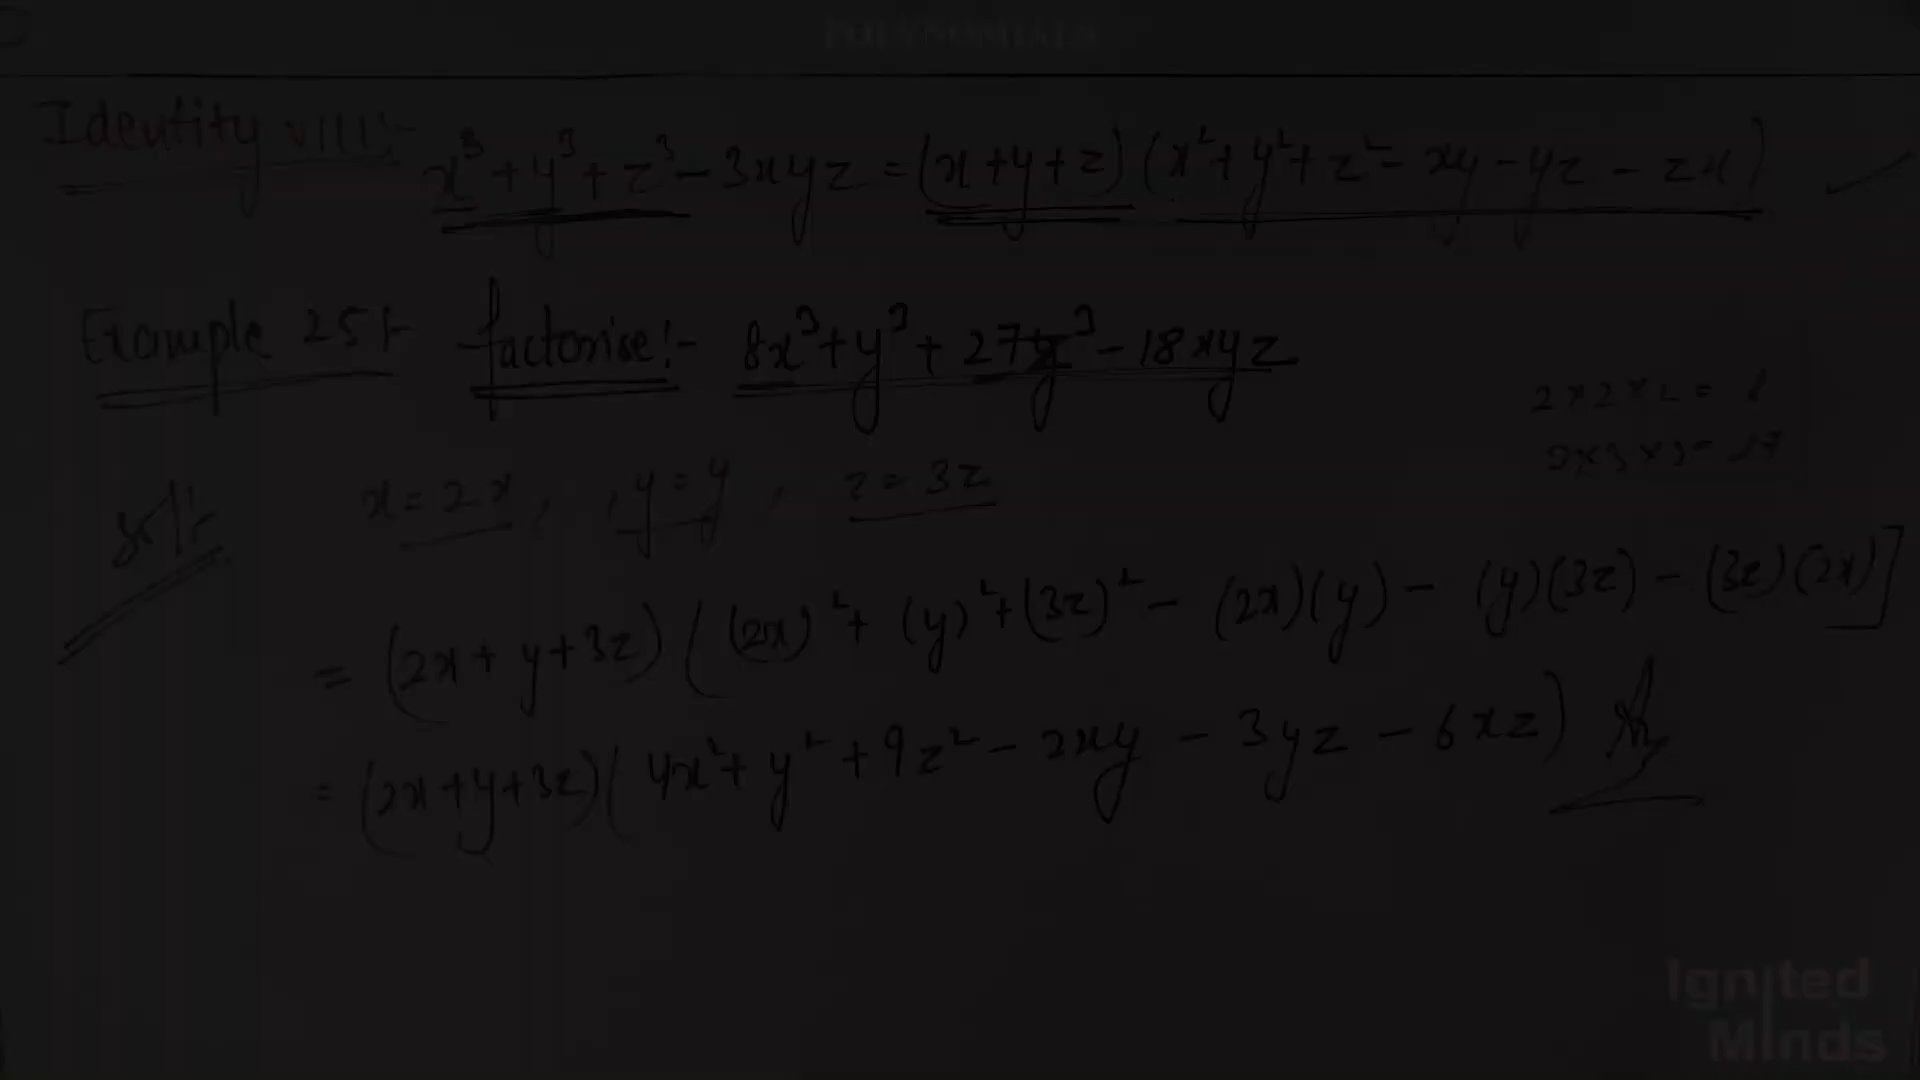 POLYNOMIALS
Identity VIII:- x³ + y³ + z³ - 3xyz = (x + y + z) (x² + y² + z² - xy - yz - zx)
Example 25:- factorise:- 8x³ + y³ + 27z³ - 18xyz
2 × 2 × 2 = 8
3 × 3 × 3 = 27
Sol:- x = 2x, y = y, z = 3z
= (2x + y + 3z) ( (2x)² + (y)² + (3z)² - (2x)(y) - (y)(3z) - (3z)(2x) ]
= (2x + y + 3z) ( 4x² + y² + 9z² - 2xy - 3yz - 6xz)
Ignited
Minds